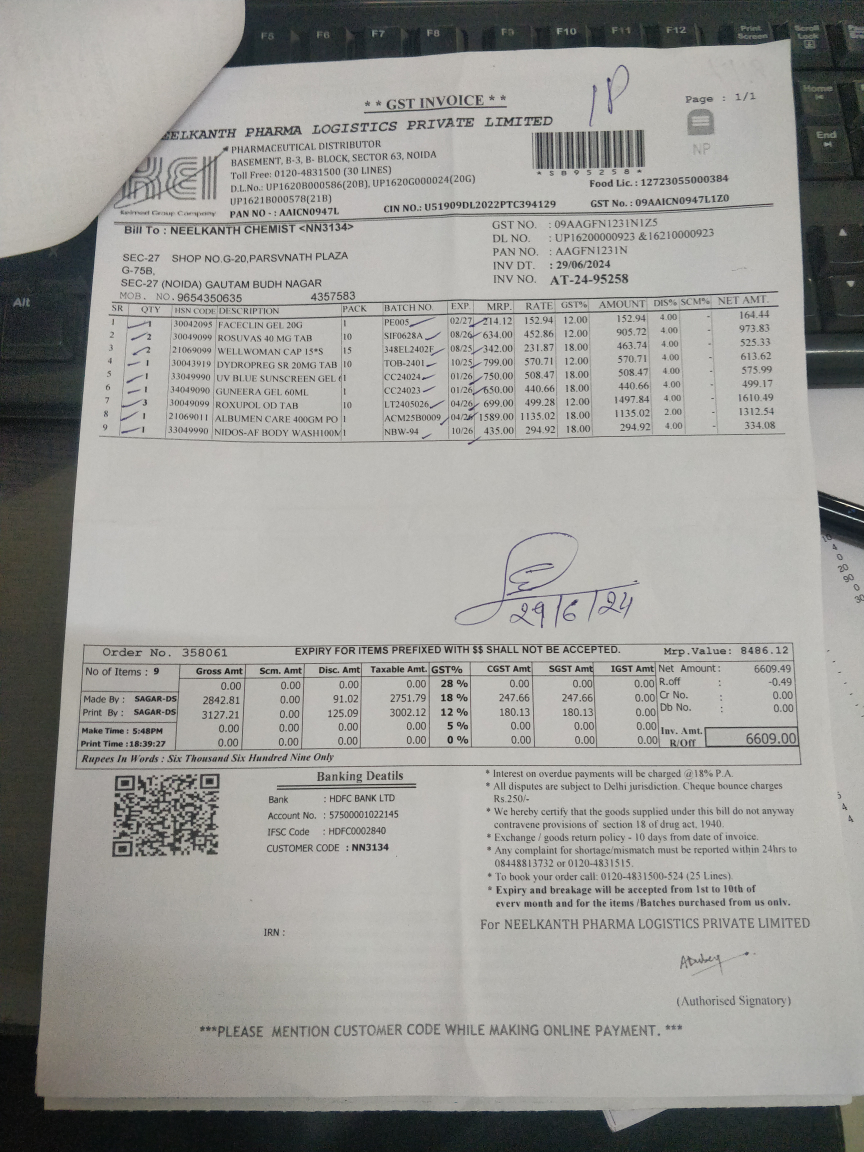 F5 F6 F7 F8 F9 F10 F11 F12 Print Screen Scroll Lock
Home
End
Alt
* * GST INVOICE * *
1P
Page : 1/1
EELKANTH PHARMA LOGISTICS PRIVATE LIMITED
PHARMACEUTICAL DISTRIBUTOR
BASEMENT, B-3, B- BLOCK, SECTOR 63, NOIDA
Toll Free: 0120-4831500 (30 LINES)
D.L.No.: UP1620B000586(20B), UP1620G000024(20G)
UP1621B000578(21B)
PAN NO - : AAICN0947L
CIN NO.: U51909DL2022PTC394129
*SB95258*
NP
Food Lic. : 12723055000384
GST No. : 09AAICN0947L1Z0
KEI
Kelmed Group Company
Bill To : NEELKANTH CHEMIST <NN3134>
SEC-27 SHOP NO.G-20,PARSVNATH PLAZA
G-75B,
SEC-27 (NOIDA) GAUTAM BUDH NAGAR
MOB. NO. 9654350635 4357583
GST NO. : 09AAGFN1231N1Z5
DL NO. : UP16200000923 &16210000923
PAN NO. : AAGFN1231N
INV DT. : 29/06/2024
INV NO. AT-24-95258
SR QTY HSN CODE DESCRIPTION PACK BATCH NO. EXP. MRP. RATE GST% AMOUNT DIS% SCM% NET AMT.
1 1 30042095 FACECLIN GEL 20G 1 PE005 02/27 214.12 152.94 12.00 152.94 4.00 - 164.44
2 2 30049099 ROSUVAS 40 MG TAB 10 SIF0628A 08/26 634.00 452.86 12.00 905.72 4.00 - 973.83
3 2 21069099 WELLWOMAN CAP 15*S 15 348EL2402F 08/25 342.00 231.87 18.00 463.74 4.00 - 525.33
4 1 30043919 DYDROPREG SR 20MG TAB 10 TOB-2401 10/25 799.00 570.71 12.00 570.71 4.00 - 613.62
5 1 33049990 UV BLUE SUNSCREEN GEL 6 1 CC24024 01/26 750.00 508.47 18.00 508.47 4.00 - 575.99
6 1 34049090 GUNEERA GEL 60ML 1 CC24023 01/26 650.00 440.66 18.00 440.66 4.00 - 499.17
7 3 30049099 ROXUPOL OD TAB 10 LT2405026 04/26 699.00 499.28 12.00 1497.84 4.00 - 1610.49
8 1 21069011 ALBUMEN CARE 400GM PO 1 ACM25B0009 04/26 1589.00 1135.02 18.00 1135.02 2.00 - 1312.54
9 1 33049990 NIDOS-AF BODY WASH100M 1 NBW-94 10/26 435.00 294.92 18.00 294.92 4.00 - 334.08
29/6/24
Order No. 358061 EXPIRY FOR ITEMS PREFIXED WITH $$ SHALL NOT BE ACCEPTED. Mrp.Value: 8486.12
No of Items : 9 Gross Amt Scm. Amt Disc. Amt Taxable Amt. GST% CGST Amt SGST Amt IGST Amt Net Amount: 6609.49
0.00 0.00 0.00 0.00 28 % 0.00 0.00 0.00 R.off -0.49
Made By : SAGAR-DS 2842.81 0.00 91.02 2751.79 18 % 247.66 247.66 0.00 Cr No. : 0.00
Print By : SAGAR-DS 3127.21 0.00 125.09 3002.12 12 % 180.13 180.13 0.00 Db No. : 0.00
Make Time : 5:48PM 0.00 0.00 0.00 0.00 5 % 0.00 0.00 0.00 Inv. Amt.
Print Time :18:39:27 0.00 0.00 0.00 0.00 0 % 0.00 0.00 0.00 R/Off 6609.00
Rupees In Words : Six Thousand Six Hundred Nine Only
Banking Deatils
Bank : HDFC BANK LTD
Account No. : 57500001022145
IFSC Code : HDFC0002840
CUSTOMER CODE : NN3134
* Interest on overdue payments will be charged @18% P.A.
* All disputes are subject to Delhi jurisdiction. Cheque bounce charges
Rs.250/-
* We hereby certify that the goods supplied under this bill do not anyway
contravene provisions of section 18 of drug act, 1940.
* Exchange / goods return policy - 10 days from date of invoice.
* Any complaint for shortage/mismatch must be reported within 24hrs to
08448813732 or 0120-4831515.
* To book your order call: 0120-4831500-524 (25 Lines).
* Expiry and breakage will be accepted from 1st to 10th of
every month and for the items /Batches purchased from us only.
For NEELKANTH PHARMA LOGISTICS PRIVATE LIMITED
IRN :
(Authorised Signatory)
***PLEASE MENTION CUSTOMER CODE WHILE MAKING ONLINE PAYMENT. ***